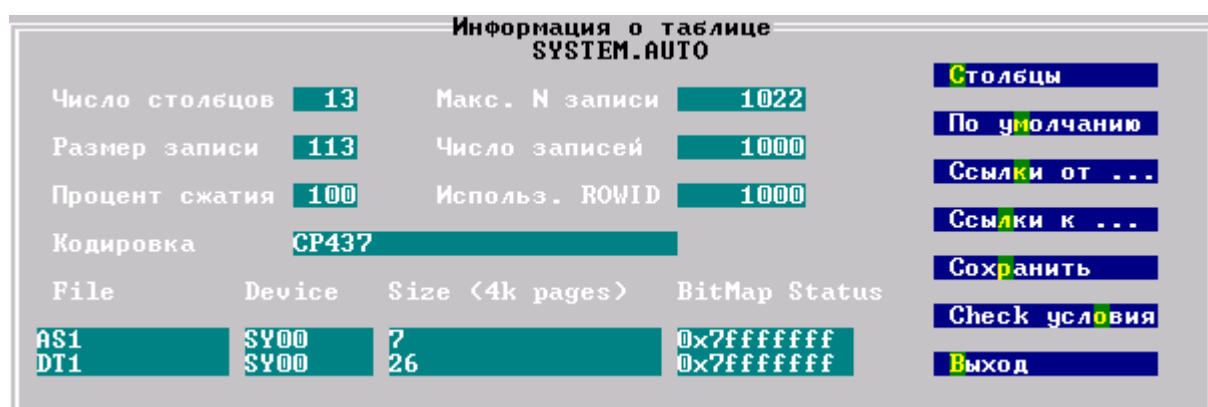 Информация о таблице
SYSTEM.AUTO
Число столбцов 13 Макс. N записи 1022
Размер записи 113 Число записей 1000
Процент сжатия 100 Использ. ROWID 1000
Кодировка CP437
File Device Size (4k pages) BitMap Status
AS1 SY00 7 0x7fffffff
DT1 SY00 26 0x7fffffff
Столбцы
По умолчанию
Ссылки от ...
Ссылки к ...
Сохранить
Check условия
Выход